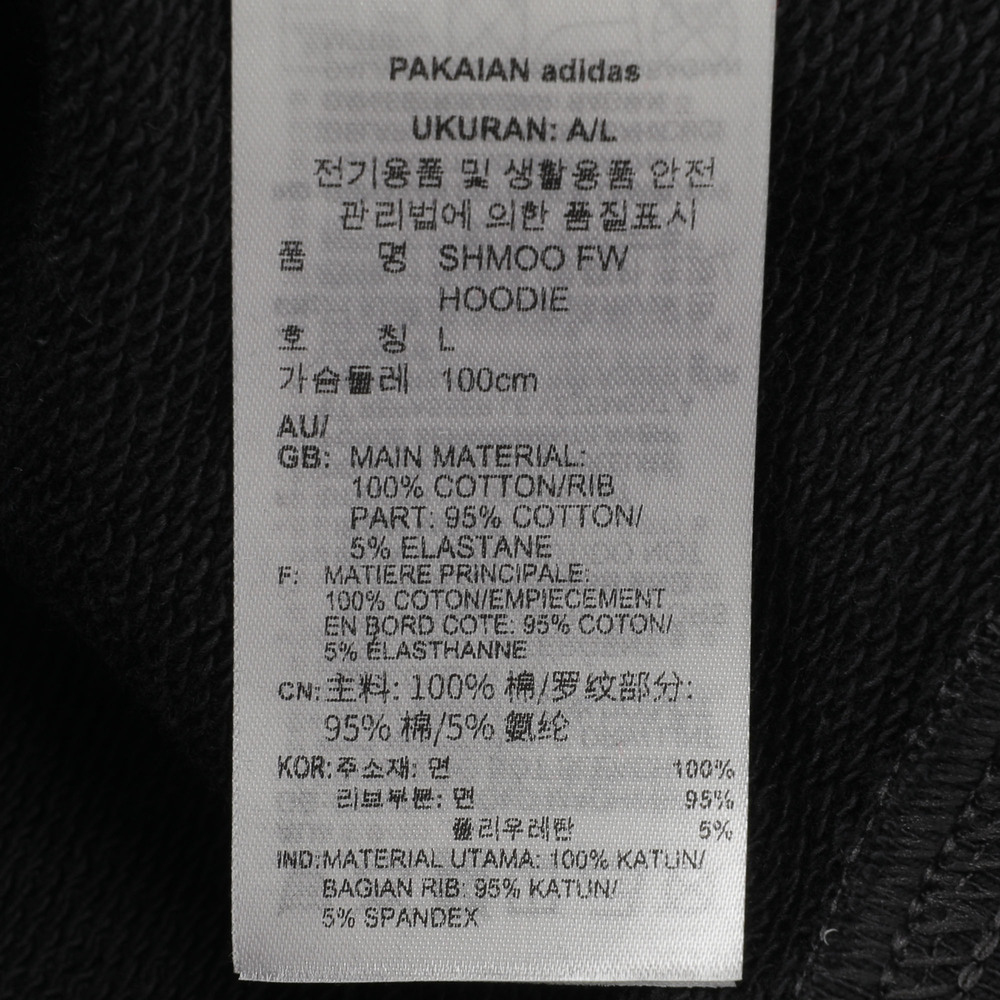 PAKAIAN adidas
UKURAN: A/L
전기용품 및 생활용품 안전
관리법에 의한 품질표시
품 명 SHMOO FW
HOODIE
호 칭 L
가슴둘레 100cm
AU/
GB: MAIN MATERIAL:
100% COTTON/RIB
PART: 95% COTTON/
5% ELASTANE
F: MATIERE PRINCIPALE:
100% COTON/EMPIECEMENT
EN BORD COTE: 95% COTON/
5% ÉLASTHANNE
CN: 主料: 100% 棉/罗纹部分:
95% 棉/5% 氨纶
KOR: 주소재: 면 100%
리브부분: 면 95%
폴리우레탄 5%
IND: MATERIAL UTAMA: 100% KATUN/
BAGIAN RIB: 95% KATUN/
5% SPANDEX